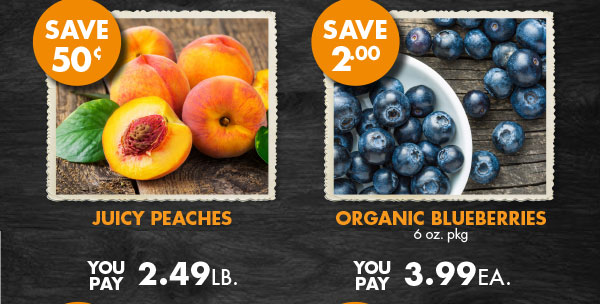 SAVE
50¢
JUICY PEACHES
YOU
PAY
2.49LB.
SAVE
2.00
ORGANIC BLUEBERRIES
6 oz. pkg
YOU
PAY
3.99EA.